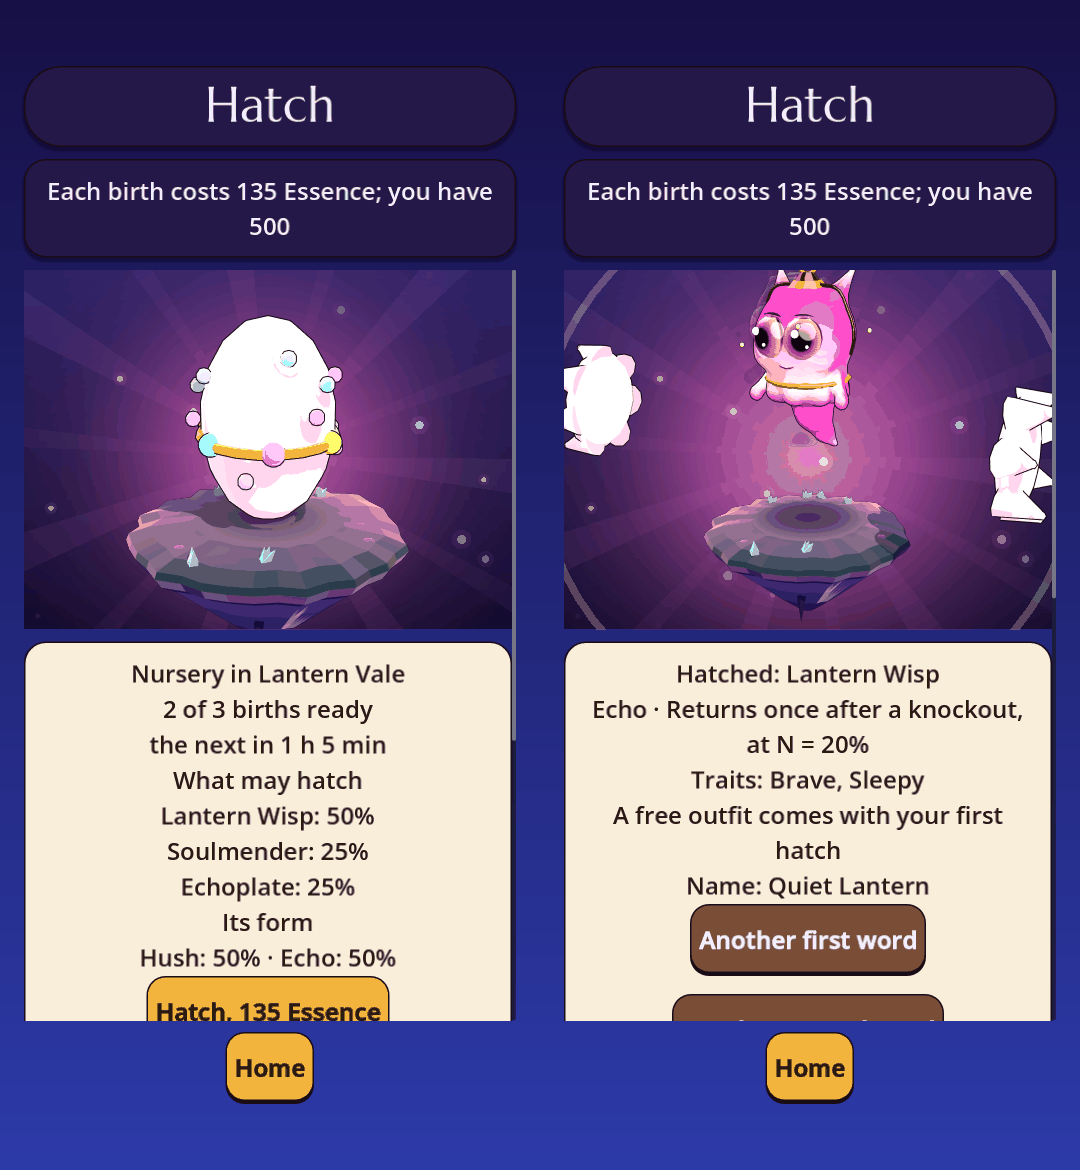 Hatch
Each birth costs 135 Essence; you have
500
Nursery in Lantern Vale
2 of 3 births ready
the next in 1 h 5 min
What may hatch
Lantern Wisp: 50%
Soulmender: 25%
Echoplate: 25%
Its form
Hush: 50% · Echo: 50%
Hatch, 135 Essence
Home
Hatch
Each birth costs 135 Essence; you have
500
Hatched: Lantern Wisp
Echo · Returns once after a knockout,
at N = 20%
Traits: Brave, Sleepy
A free outfit comes with your first
hatch
Name: Quiet Lantern
Another first word
Home